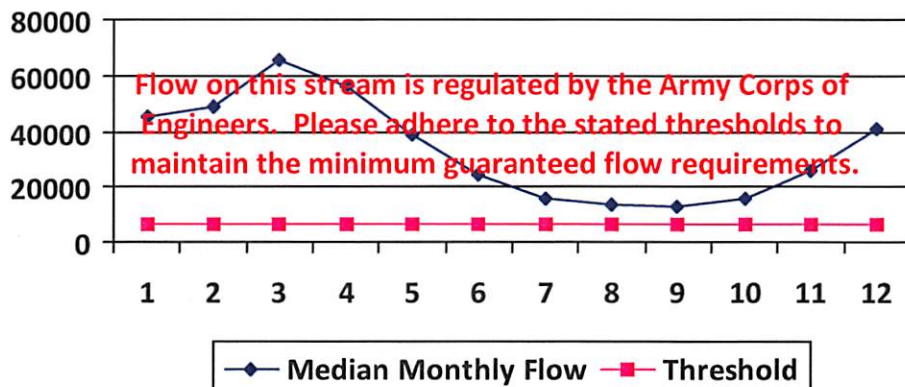 80000
60000
40000
20000
0
Flow on this stream is regulated by the Army Corps of
Engineers. Please adhere to the stated thresholds to
maintain the minimum guaranteed flow requirements.
1 2 3 4 5 6 7 8 9 10 11 12
Median Monthly Flow Threshold